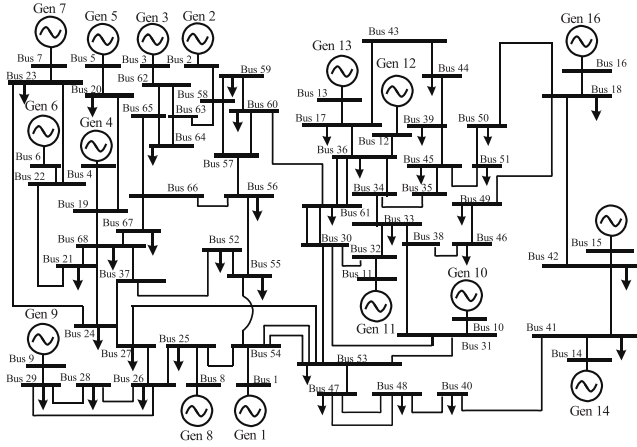 Gen 7
Gen 5
Gen 3
Gen 2
Gen 16
Bus 43
Gen 13
Gen 12
Bus 7
Bus 5
Bus 3
Bus 2
Bus 59
Bus 44
Bus 16
Bus 23
Bus 62
Bus 20
Bus 58
Bus 13
Bus 18
Gen 6
Bus 65
Bus 63
Bus 60
Bus 17
Bus 39
Bus 50
Gen 4
Bus 12
Bus 64
Bus 36
Bus 6
Bus 57
Bus 45
Bus 51
Bus 4
Bus 22
Bus 66
Bus 56
Bus 34
Bus 35
Bus 49
Bus 19
Bus 61
Bus 33
Bus 67
Bus 30
Bus 38
Bus 46
Bus 15
Bus 68
Bus 52
Bus 32
Bus 42
Bus 21
Bus 37
Bus 55
Bus 11
Gen 10
Gen 9
Gen 11
Bus 24
Bus 10
Bus 41
Bus 27
Bus 25
Bus 54
Bus 31
Bus 9
Bus 53
Bus 14
Bus 29
Bus 28
Bus 26
Bus 8
Bus 1
Bus 47
Bus 48
Bus 40
Gen 8
Gen 1
Gen 14